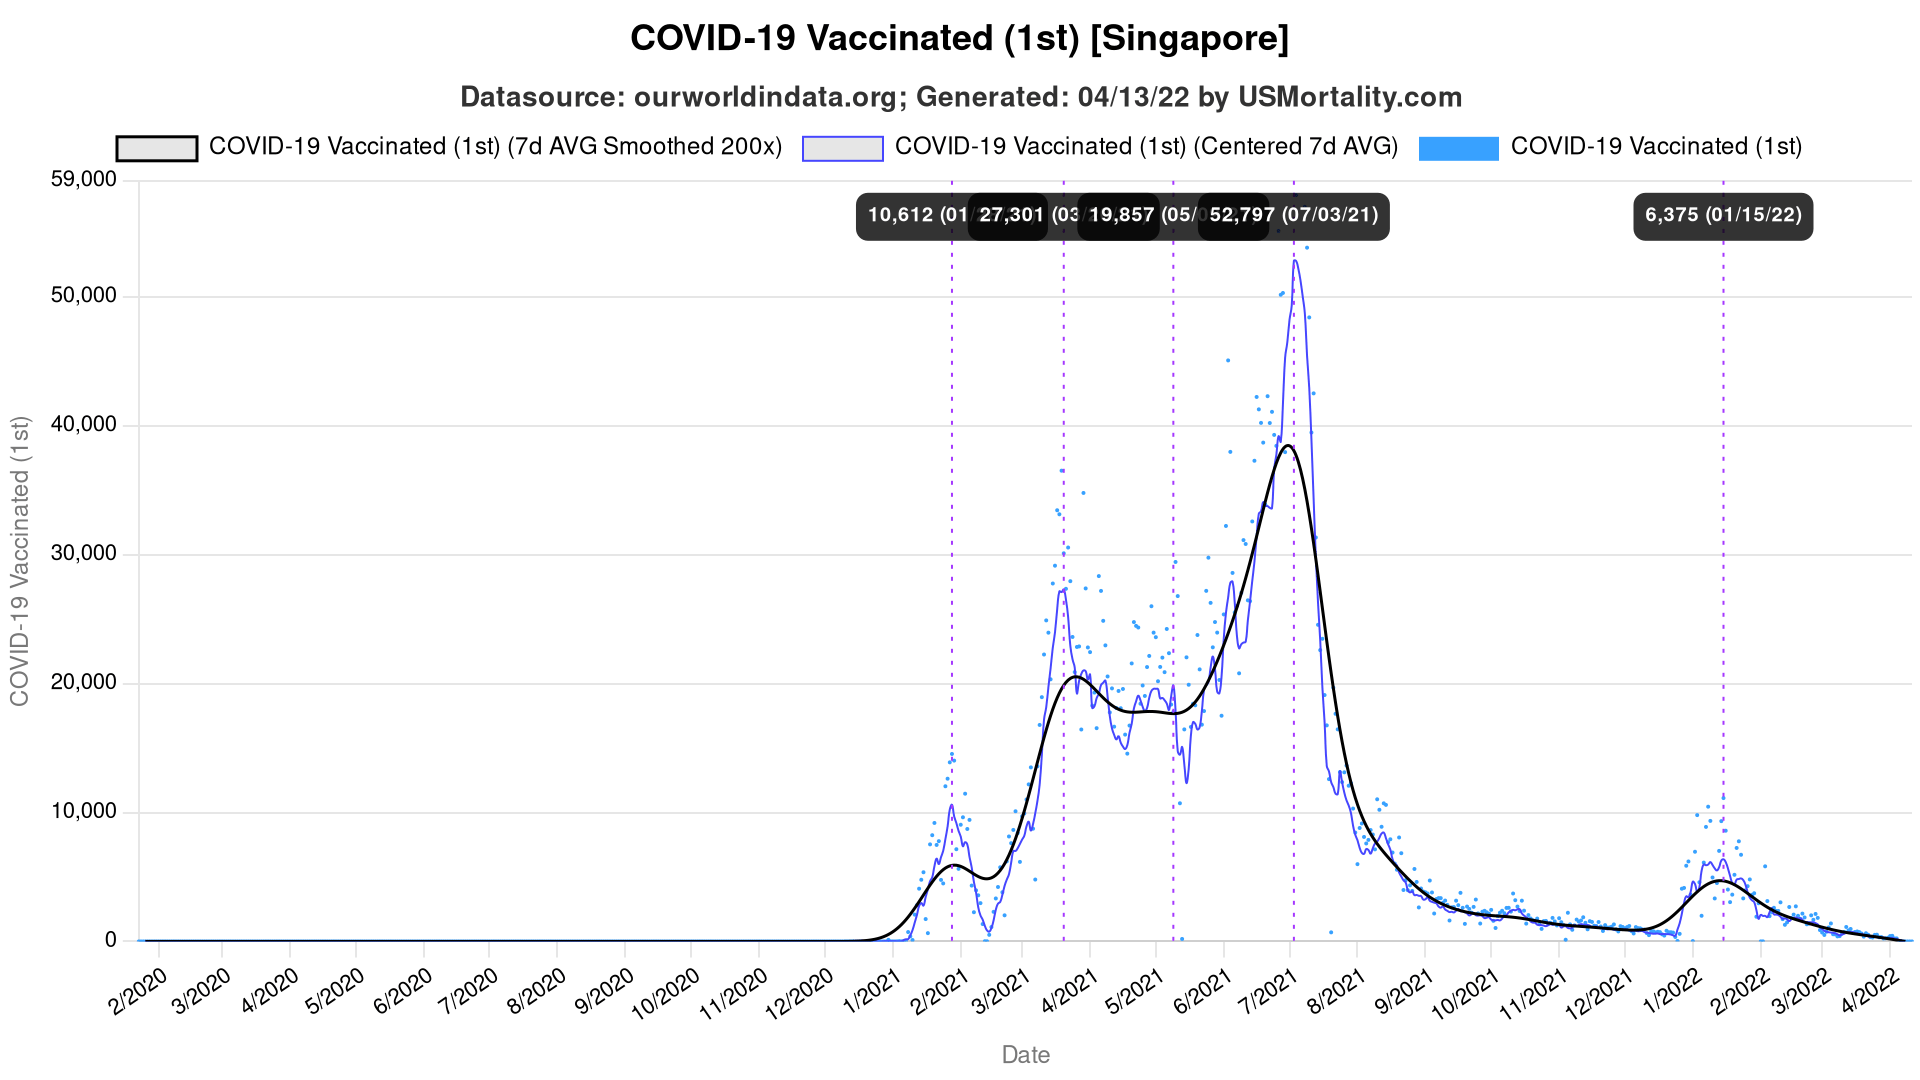 COVID-19 Vaccinated (1st) [Singapore]
Datasource: ourworldindata.org; Generated: 04/13/22 by USMortality.com
COVID-19 Vaccinated (1st) (7d AVG Smoothed 200x) COVID-19 Vaccinated (1st) (Centered 7d AVG) COVID-19 Vaccinated (1st)
59,000
10,612 (01/ 27,301 (03 19,857 (05/0 52,797 (07/03/21) 6,375 (01/15/22)
50,000
40,000
30,000
20,000
10,000
0
COVID-19 Vaccinated (1st)
2/2020 3/2020 4/2020 5/2020 6/2020 7/2020 8/2020 9/2020 10/2020 11/2020 12/2020 1/2021 2/2021 3/2021 4/2021 5/2021 6/2021 7/2021 8/2021 9/2021 10/2021 11/2021 12/2021 1/2022 2/2022 3/2022 4/2022
Date